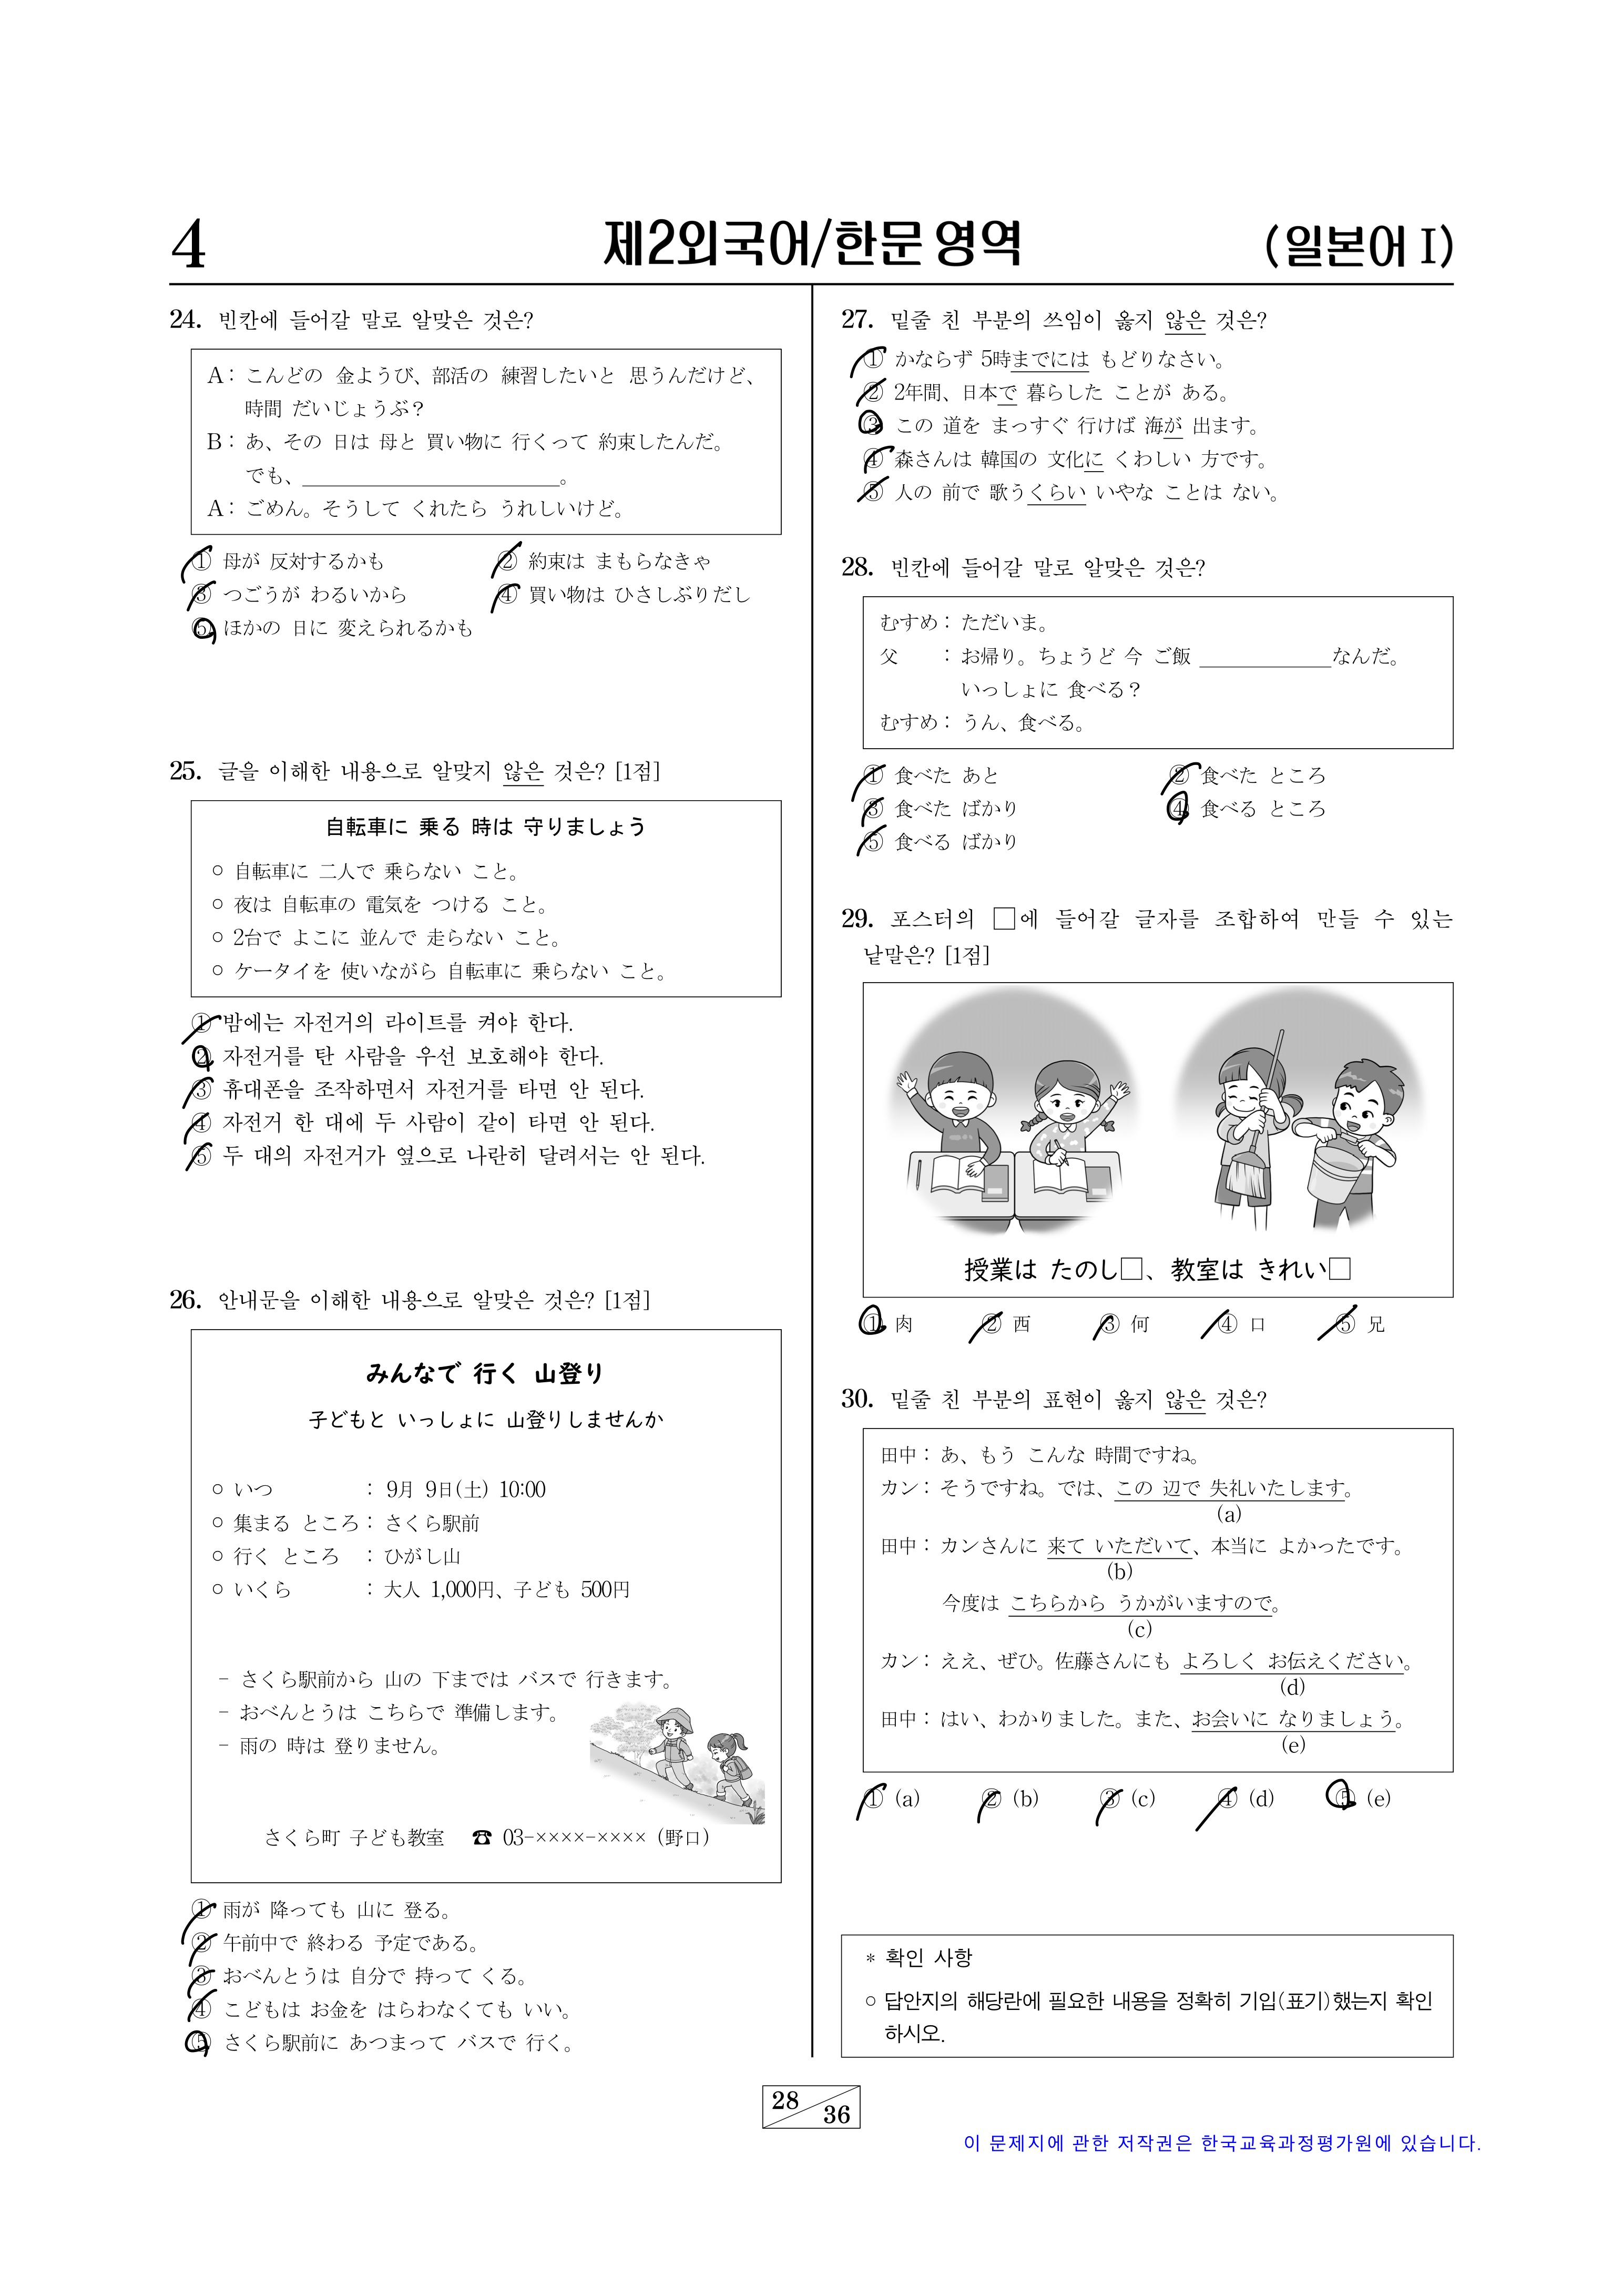 4
제2외국어/한문 영역
(일본어 I)
24. 빈칸에 들어갈 말로 알맞은 것은?
A: こんどの 金ようび、部活の 練習したいと 思うんだけど、
時間 だいじょうぶ？
B: あ、その 日は 母と 買い物に 行くって 約束したんだ。
でも、____________________。
A: ごめん。そうして くれたら うれしいけど。
① 母が 反対するかも ② 約束は まもらなきゃ
③ つごうが わるいから ④ 買い物は ひさしぶりだし
⑤ ほかの 日に 変えられるかも
25. 글을 이해한 내용으로 알맞지 않은 것은? [1점]
自転車に 乗る 時は 守りましょう
○ 自転車に 二人で 乗らない こと。
○ 夜は 自転車の 電気を つける こと。
○ 2台で よこに 並んで 走らない こと。
○ ケータイを 使いながら 自転車に 乗らない こと。
① 밤에는 자전거의 라이트를 켜야 한다.
② 자전거를 탄 사람을 우선 보호해야 한다.
③ 휴대폰을 조작하면서 자전거를 타면 안 된다.
④ 자전거 한 대에 두 사람이 같이 타면 안 된다.
⑤ 두 대의 자전거가 옆으로 나란히 달려서는 안 된다.
26. 안내문을 이해한 내용으로 알맞은 것은? [1점]
みんなで 行く 山登り
子どもと いっしょに 山登りしませんか
○ いつ : 9月 9日(土) 10:00
○ 集まる ところ : さくら駅前
○ 行く ところ : ひがし山
○ いくら : 大人 1,000円、子ども 500円
- さくら駅前から 山の 下までは バスで 行きます。
- おべんとうは こちらで 準備します。
- 雨の 時は 登りません。
さくら町 子ども教室 ☎ 03-××××-××××（野口）
① 雨が 降っても 山に 登る。
② 午前中で 終わる 予定である。
③ おべんとうは 自分で 持って くる。
④ こどもは お金を はらわなくても いい。
⑤ さくら駅前に あつまって バスで 行く。
27. 밑줄 친 부분의 쓰임이 옳지 않은 것은?
① かならず 5時までには もどりなさい。
② 2年間、日本で 暮らした ことが ある。
③ この 道を まっすぐ 行けば 海が 出ます。
④ 森さんは 韓国の 文化に くわしい 方です。
⑤ 人の 前で 歌うくらい いやな ことは ない。
28. 빈칸에 들어갈 말로 알맞은 것은?
むすめ : ただいま。
父 : お帰り。ちょうど 今 ご飯 __________なんだ。
いっしょに 食べる？
むすめ : うん、食べる。
① 食べた あと ② 食べた ところ
③ 食べた ばかり ④ 食べる ところ
⑤ 食べる ばかり
29. 포스터의 □에 들어갈 글자를 조합하여 만들 수 있는
낱말은? [1점]
授業は たのし□、教室は きれい□
① 肉 ② 西 ③ 何 ④ 口 ⑤ 兄
30. 밑줄 친 부분의 표현이 옳지 않은 것은?
田中 : あ、もう こんな 時間ですね。
カン : そうですね。では、この 辺で 失礼いたします。
(a)
田中 : カンさんに 来て いただいて、本当に よかったです。
(b)
今度は こちらから うかがいますので。
(c)
カン : ええ、ぜひ。佐藤さんにも よろしく お伝えください。
(d)
田中 : はい、わかりました。また、お会いに なりましょう。
(e)
① (a) ② (b) ③ (c) ④ (d) ⑤ (e)
* 확인 사항
○ 답안지의 해당란에 필요한 내용을 정확히 기입(표기)했는지 확인
하시오.
28
36
이 문제지에 관한 저작권은 한국교육과정평가원에 있습니다.